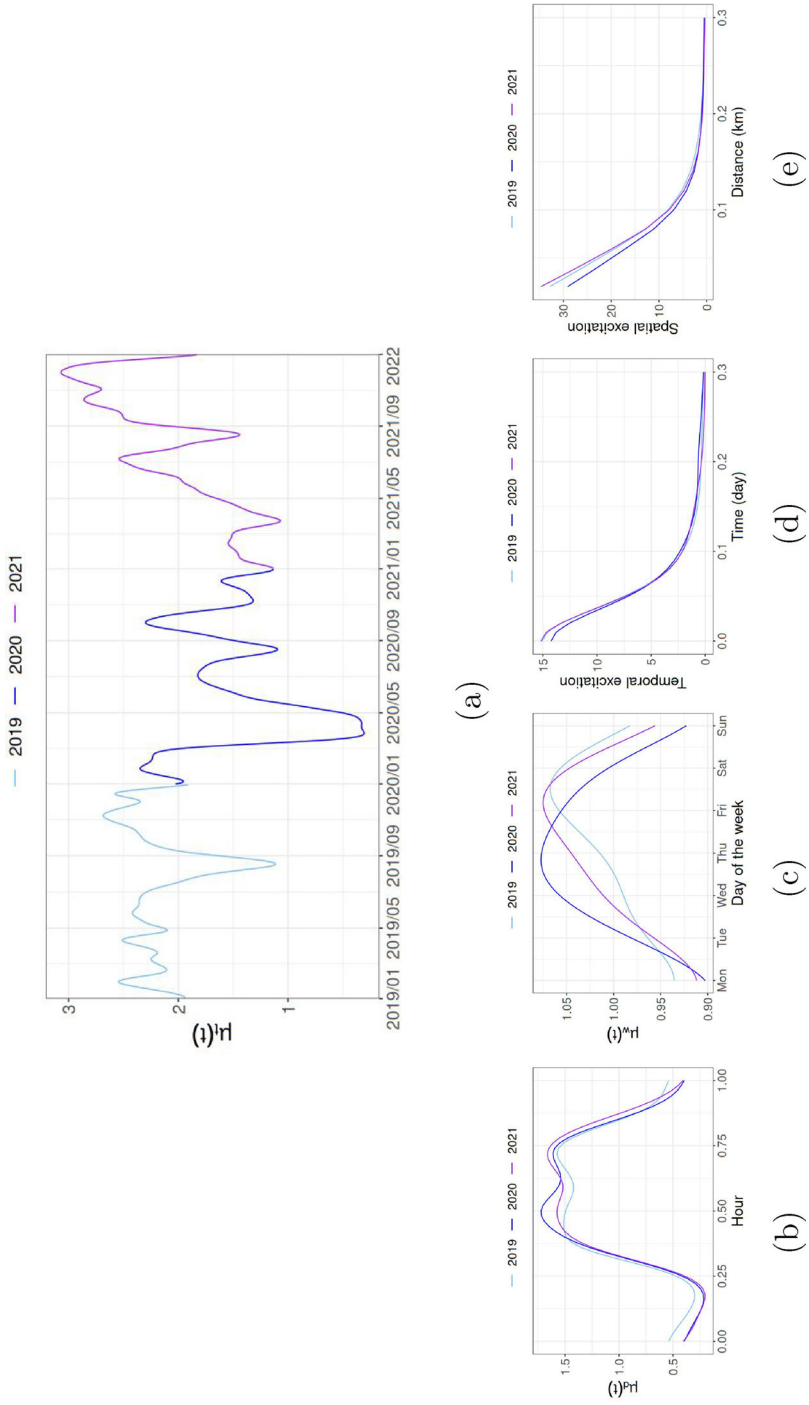 2019 2020 2021
3
2
1
μt(t)
2019/01 2019/05 2019/09 2020/01 2020/05 2020/09 2021/01 2021/05 2021/09 2022
(a)
2019 2020 2021
1.5
1.0
0.5
μd(t)
0.00 0.25 0.50 0.75 1.00
Hour
(b)
2019 2020 2021
1.05
1.00
0.95
0.90
μw(t)
Mon Tue Wed Thu Fri Sat Sun
Day of the week
(c)
2019 2020 2021
15
10
5
0
Temporal excitation
0.0 0.1 0.2 0.3
Time (day)
(d)
2019 2020 2021
30
20
10
0
Spatial excitation
0.1 0.2 0.3
Distance (km)
(e)